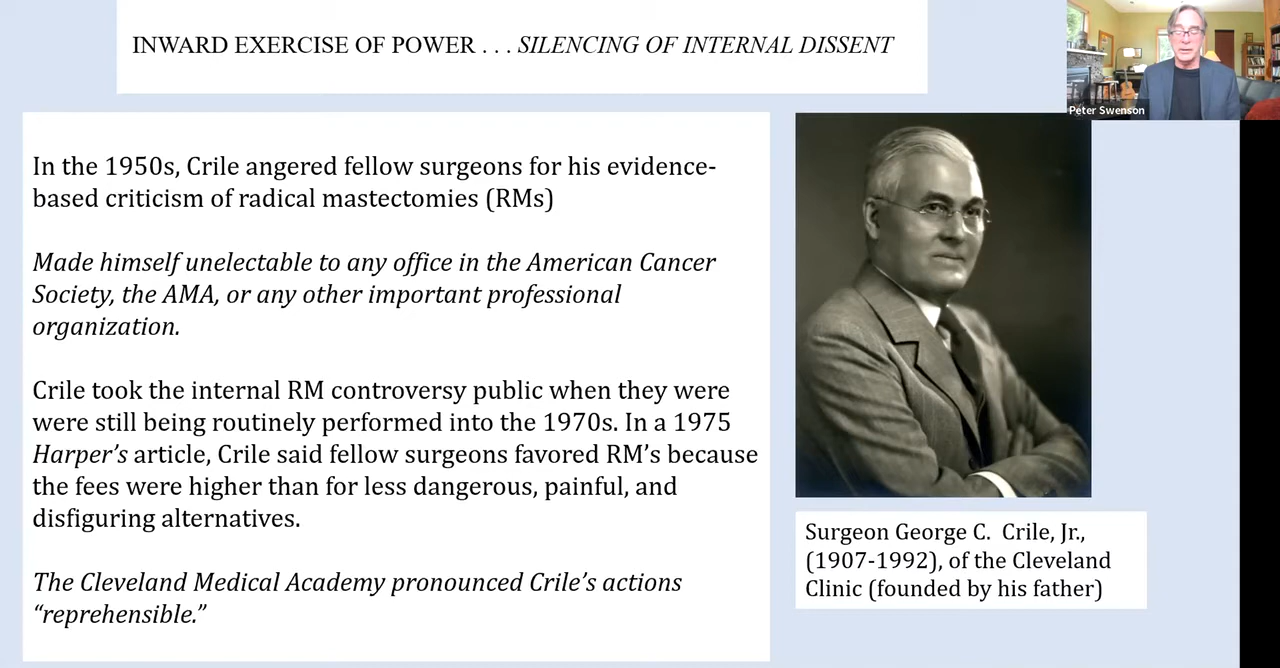 INWARD EXERCISE OF POWER . . . SILENCING OF INTERNAL DISSENT
Peter Swenson
In the 1950s, Crile angered fellow surgeons for his evidence-
based criticism of radical mastectomies (RMs)
Made himself unelectable to any office in the American Cancer
Society, the AMA, or any other important professional
organization.
Crile took the internal RM controversy public when they were
were still being routinely performed into the 1970s. In a 1975
Harper’s article, Crile said fellow surgeons favored RM’s because
the fees were higher than for less dangerous, painful, and
disfiguring alternatives.
The Cleveland Medical Academy pronounced Crile’s actions
“reprehensible.”
Surgeon George C. Crile, Jr.,
(1907-1992), of the Cleveland
Clinic (founded by his father)